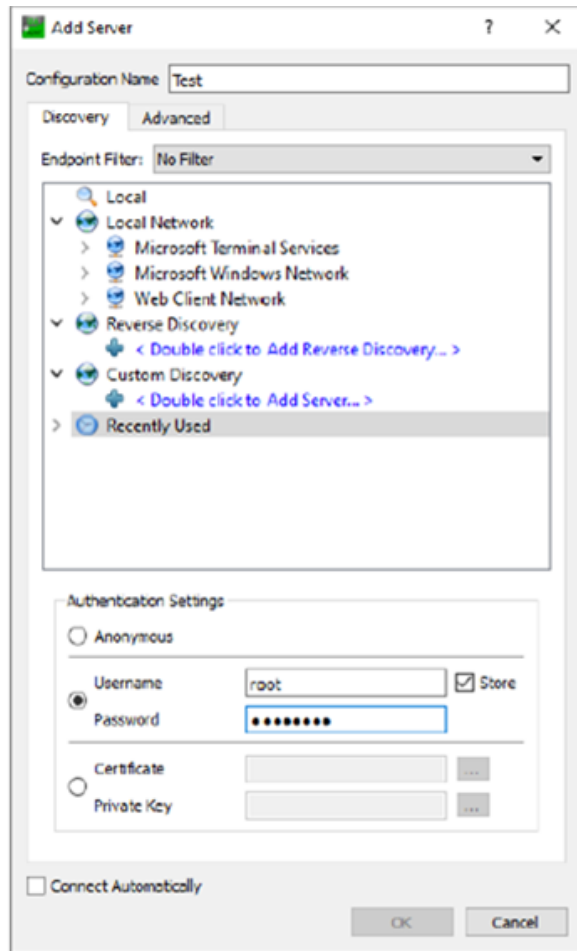 Add Server ?
Configuration Name Test
Discovery Advanced
Endpoint Filter: No Filter
Local
Local Network
Microsoft Terminal Services
Microsoft Windows Network
Web Client Network
Reverse Discovery
< Double click to Add Reverse Discovery... >
Custom Discovery
< Double click to Add Server... >
Recently Used
Authentication Settings
Anonymous
Username root Store
Password ●●●●●●●●
Certificate ...
Private Key ...
Connect Automatically
OK Cancel